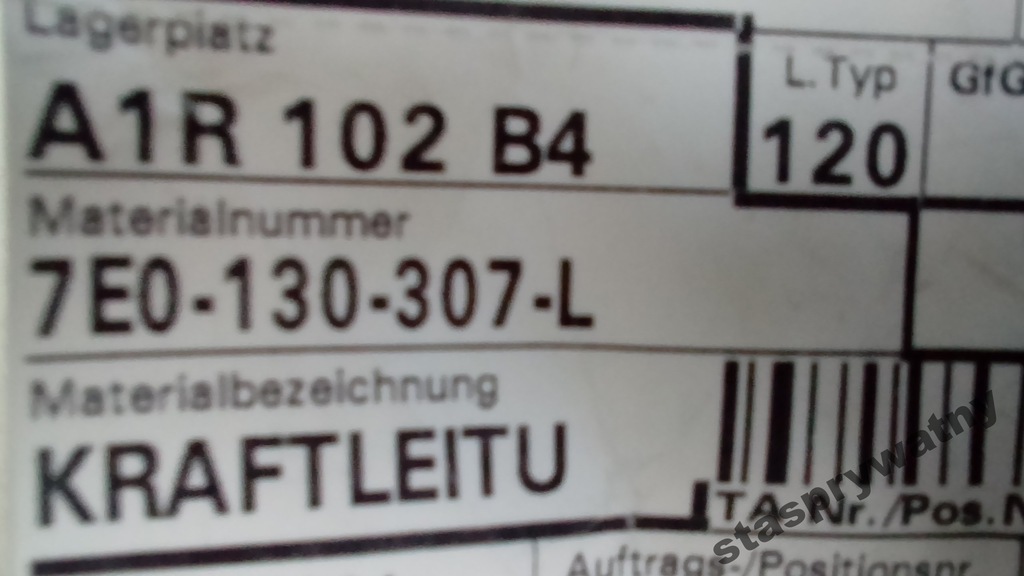 Lagerplatz
A1R 102 B4
L.Typ
120
GfG
Materialnummer
7E0-130-307-L
Materialbezeichnung
KRAFTLEITU
TA-Nr./Pos.N
Auftrags-/Positionsnr
stasprywatny